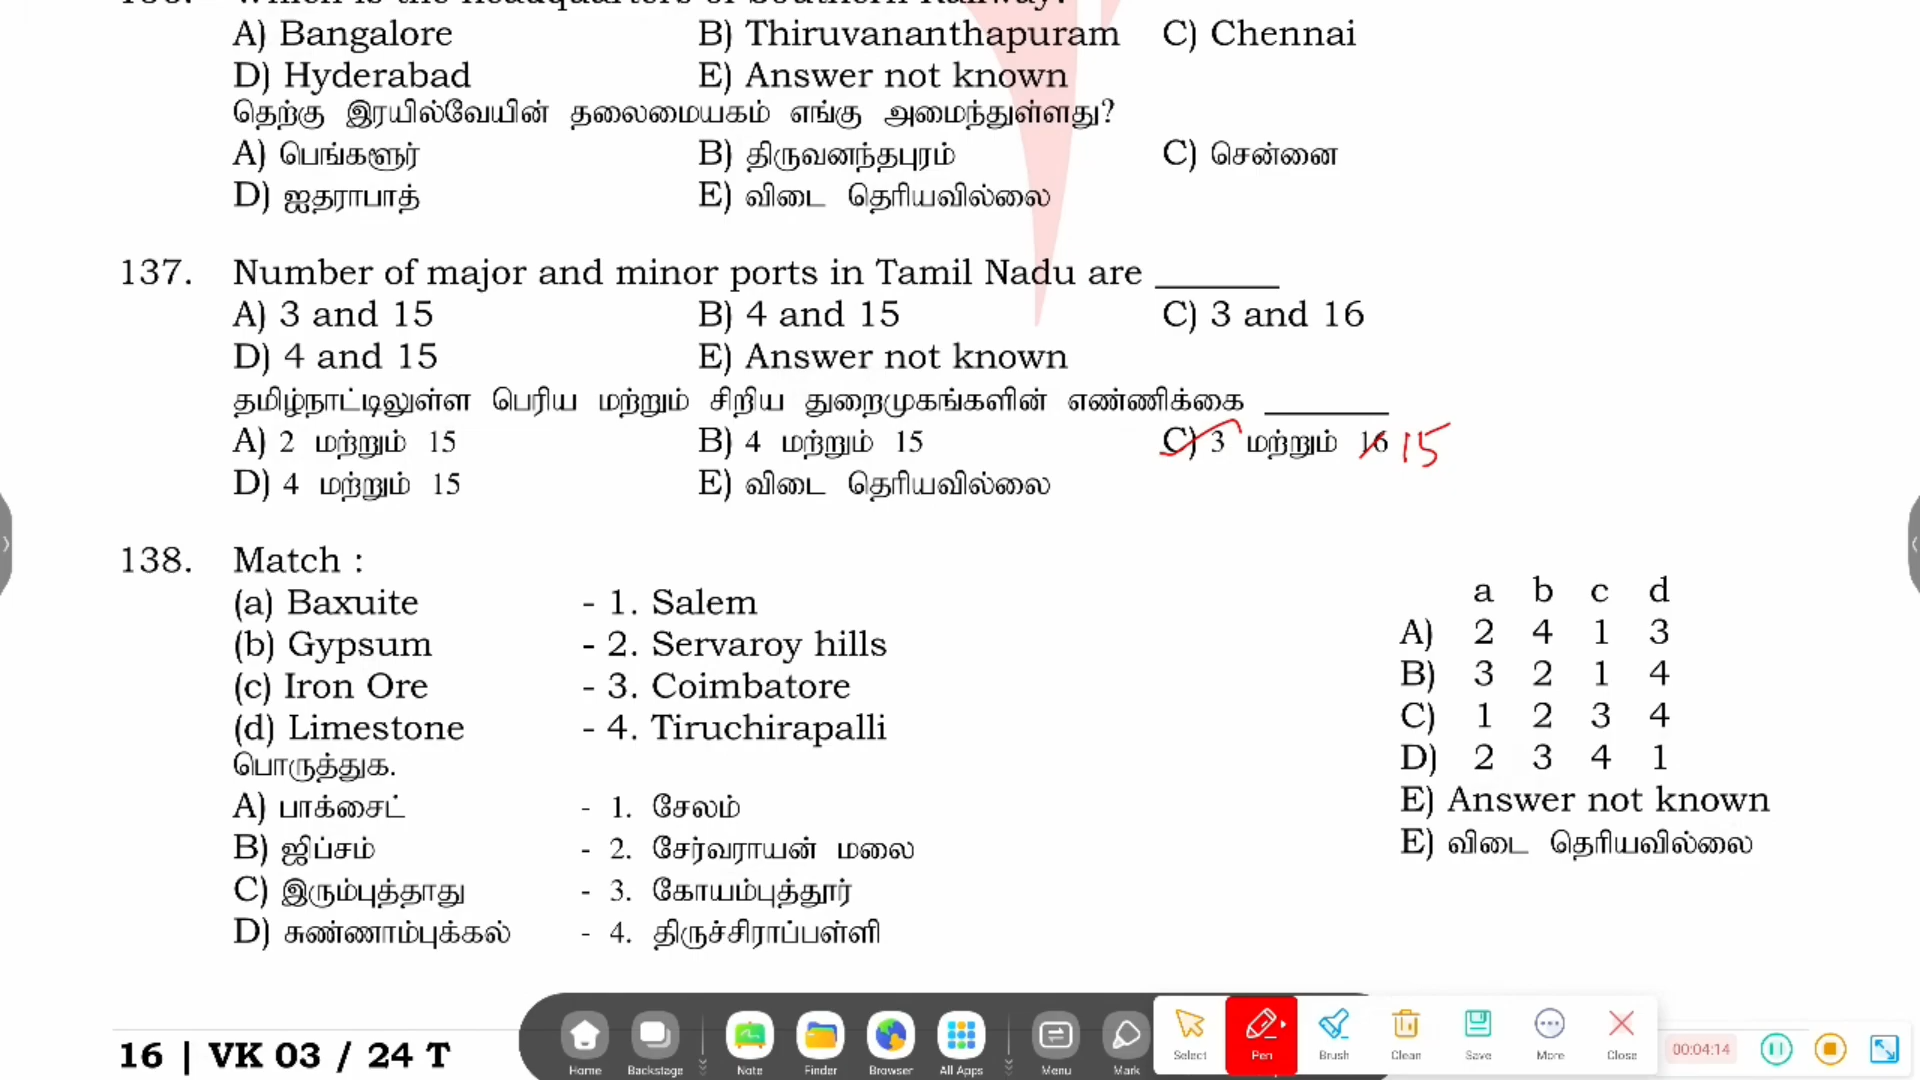 A) Bangalore B) Thiruvananthapuram C) Chennai
D) Hyderabad E) Answer not known
தெற்கு இரயில்வேயின் தலைமையகம் எங்கு அமைந்துள்ளது?
A) பெங்களூர் B) திருவனந்தபுரம் C) சென்னை
D) ஐதராபாத் E) விடை தெரியவில்லை
137. Number of major and minor ports in Tamil Nadu are _______
A) 3 and 15 B) 4 and 15 C) 3 and 16
D) 4 and 15 E) Answer not known
தமிழ்நாட்டிலுள்ள பெரிய மற்றும் சிறிய துறைமுகங்களின் எண்ணிக்கை _______
A) 2 மற்றும் 15 B) 4 மற்றும் 15 C) 3 மற்றும் 16 15
D) 4 மற்றும் 15 E) விடை தெரியவில்லை
138. Match :
(a) Baxuite - 1. Salem
(b) Gypsum - 2. Servaroy hills
(c) Iron Ore - 3. Coimbatore
(d) Limestone - 4. Tiruchirapalli
பொருத்துக.
A) பாக்சைட் - 1. சேலம்
B) ஜிப்சம் - 2. சேர்வராயன் மலை
C) இரும்புத்தாது - 3. கோயம்புத்தூர்
D) சுண்ணாம்புக்கல் - 4. திருச்சிராப்பள்ளி
a b c d
A) 2 4 1 3
B) 3 2 1 4
C) 1 2 3 4
D) 2 3 4 1
E) Answer not known
E) விடை தெரியவில்லை
16 | VK 03 / 24 T
Home Backstage Note Finder Browser All Apps Menu Mark Select Pen Brush Clean Save More Close 00:04:14